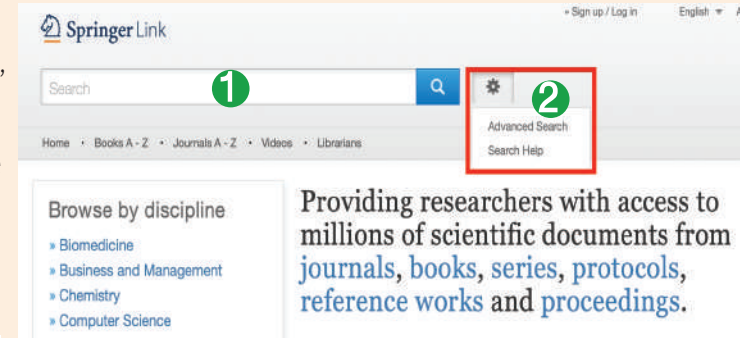 » Sign up / Log in English
Springer Link
Search
1
2
Advanced Search
Search Help
Home • Books A - Z • Journals A - Z • Videos • Librarians
Browse by discipline
» Biomedicine
» Business and Management
» Chemistry
» Computer Science
Providing researchers with access to
millions of scientific documents from
journals, books, series, protocols,
reference works and proceedings.